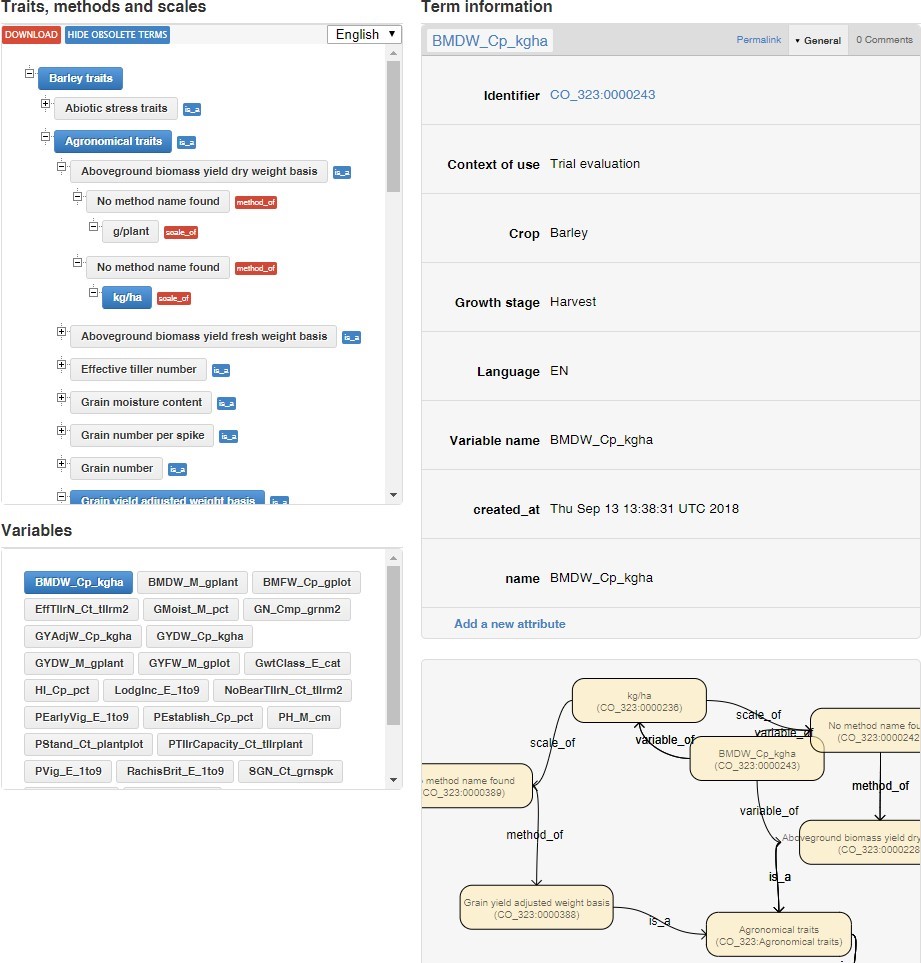 Traits, methods and scales
DOWNLOAD HIDE OBSOLETE TERMS English
Barley traits
Abiotic stress traits is_a
Agronomical traits is_a
Aboveground biomass yield dry weight basis is_a
No method name found method_of
g/plant scale_of
No method name found method_of
kg/ha scale_of
Aboveground biomass yield fresh weight basis is_a
Effective tiller number is_a
Grain moisture content is_a
Grain number per spike is_a
Grain number is_a
Grain yield adjusted weight basis is_a
Variables
BMDW_Cp_kgha BMDW_M_gplant BMFW_Cp_gplot
EffTllrN_Ct_tllrm2 GMoist_M_pct GN_Cmp_grnm2
GYAdjW_Cp_kgha GYDW_Cp_kgha
GYDW_M_gplant GYFW_M_gplot GwtClass_E_cat
HI_Cp_pct LodgInc_E_1to9 NoBearTllrN_Ct_tllrm2
PEarlyVig_E_1to9 PEstablish_Cp_pct PH_M_cm
PStand_Ct_plantplot PTllrCapacity_Ct_tllrplant
PVig_E_1to9 RachisBrit_E_1to9 SGN_Ct_grnspk
Term information
BMDW_Cp_kgha Permalink General 0 Comments
Identifier CO_323:0000243
Context of use Trial evaluation
Crop Barley
Growth stage Harvest
Language EN
Variable name BMDW_Cp_kgha
created_at Thu Sep 13 13:38:31 UTC 2018
name BMDW_Cp_kgha
Add a new attribute
kg/ha
(CO_323:0000236)
scale_of
variable_of
No method name fou
(CO_323:0000242
scale_of
variable_of
BMDW_Cp_kgha
(CO_323:0000243)
method name found
CO_323:0000389)
method_of
variable_of
method_of
Aboveground biomass yield dry
(CO_323:0000228
is_a
Grain yield adjusted weight basis
(CO_323:0000388)
is_a
Agronomical traits
(CO_323:Agronomical traits)